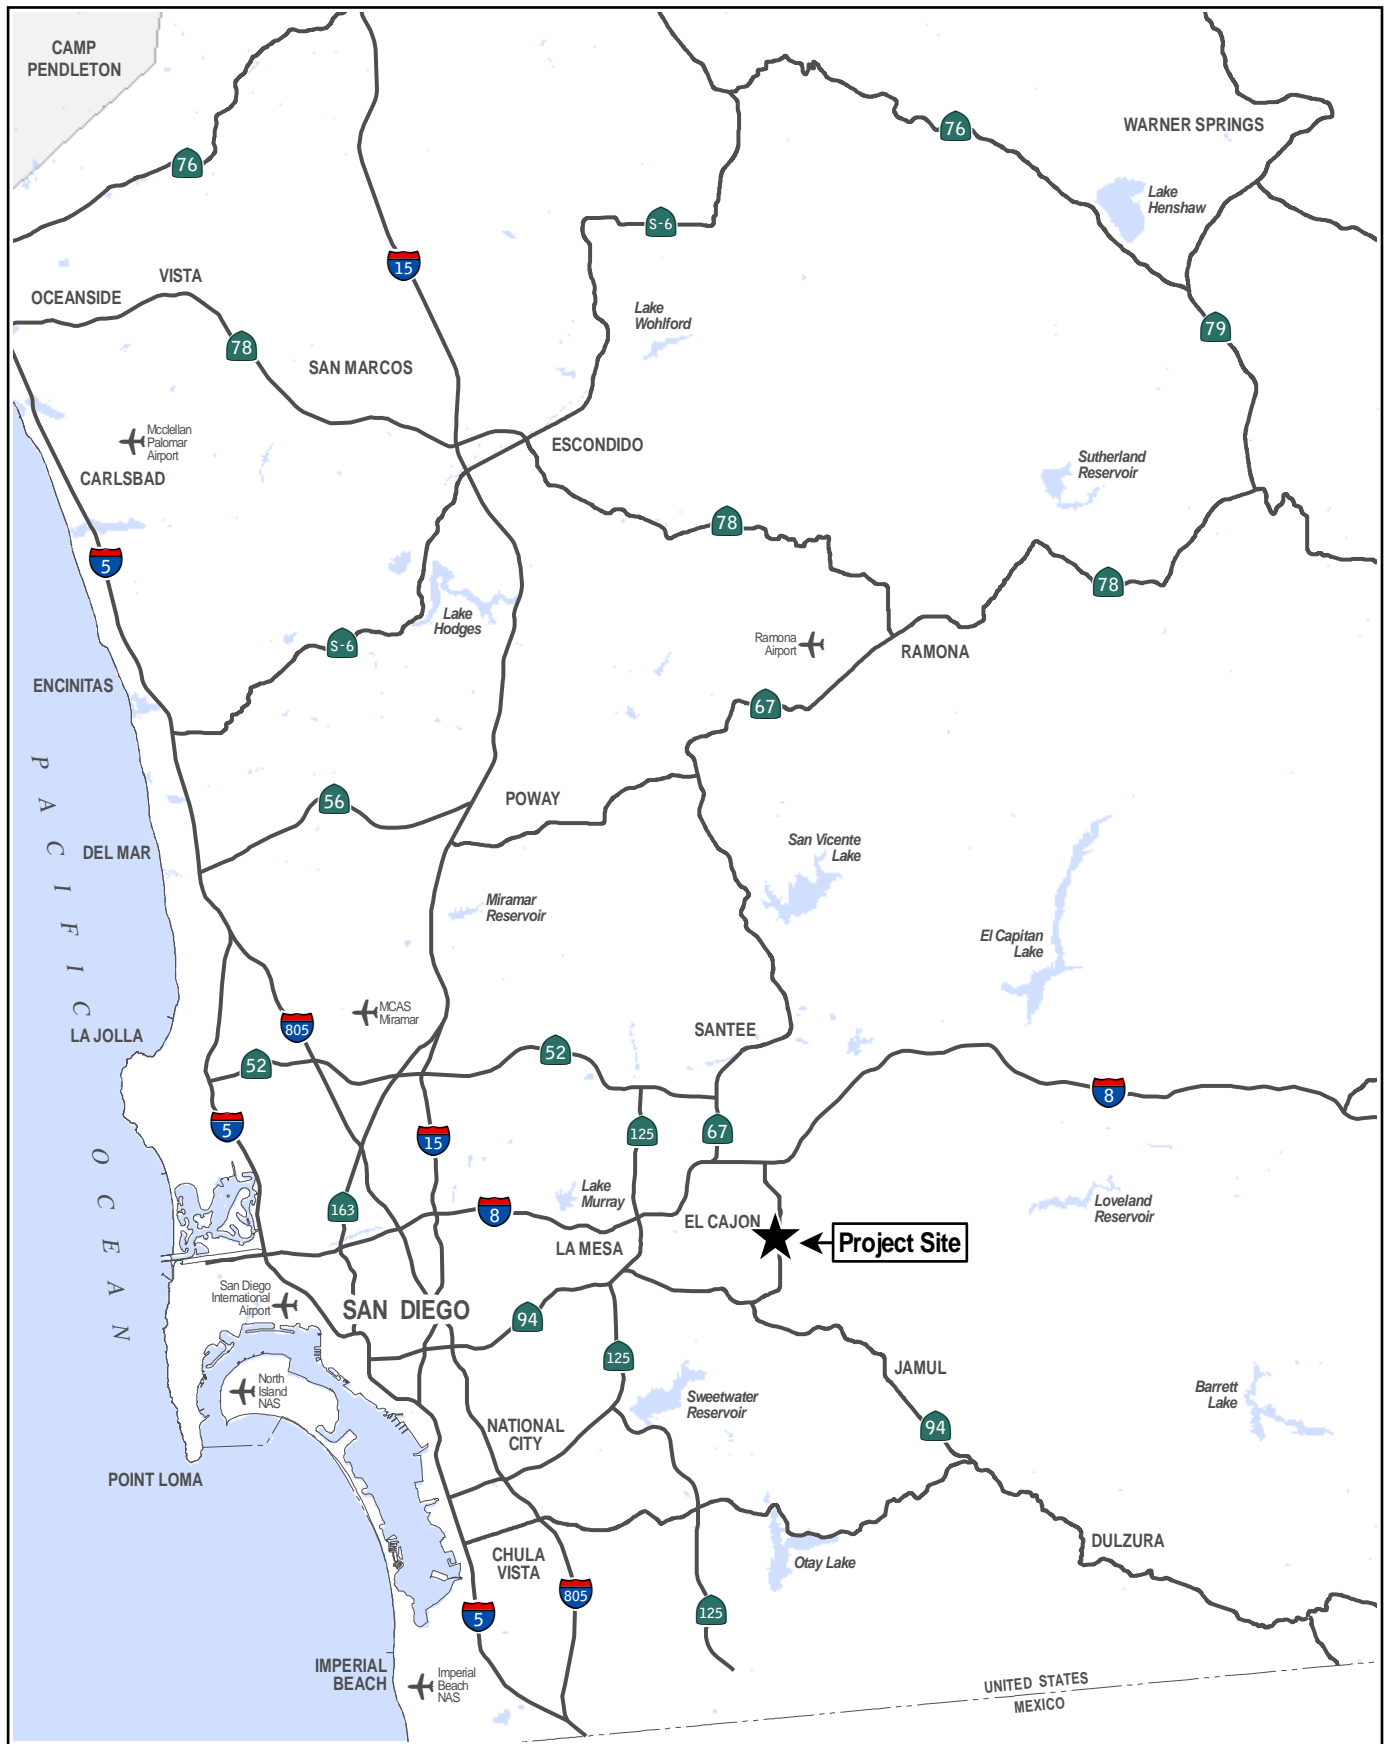 CAMP
PENDLETON
76
76
WARNER SPRINGS
Lake
Henshaw
S-6
15
VISTA
OCEANSIDE
Lake
Wohlford
79
78
SAN MARCOS
Mcclellan
Palomar
Airport
ESCONDIDO
CARLSBAD
Sutherland
Reservoir
78
5
78
Lake
Hodges
S-6
Ramona
Airport
RAMONA
ENCINITAS
67
PACIFIC
56
POWAY
DEL MAR
San Vicente
Lake
Miramar
Reservoir
El Capitan
Lake
MCAS
Miramar
805
LA JOLLA
SANTEE
52
52
8
5
15
125
67
OCEAN
163
Lake
Murray
8
Loveland
Reservoir
EL CAJON
LA MESA
Project Site
San Diego
International
Airport
SAN DIEGO
94
125
JAMUL
North
Island
NAS
Sweetwater
Reservoir
Barrett
Lake
NATIONAL
CITY
94
POINT LOMA
DULZURA
CHULA
VISTA
Otay Lake
805
5
125
IMPERIAL
BEACH
Imperial
Beach
NAS
UNITED STATES
MEXICO